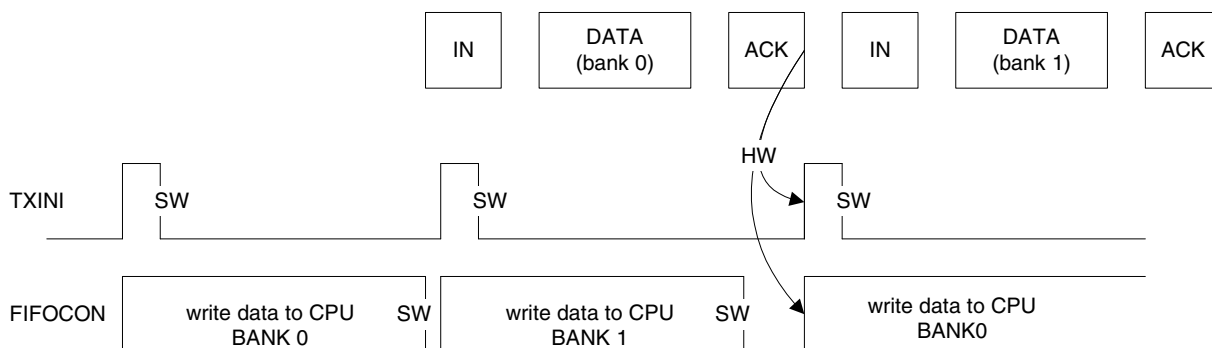 IN
DATA
(bank 0)
ACK
IN
DATA
(bank 1)
ACK
HW
TXINI
SW
SW
SW
FIFOCON
write data to CPU
BANK 0
SW
write data to CPU
BANK 1
SW
write data to CPU
BANK0